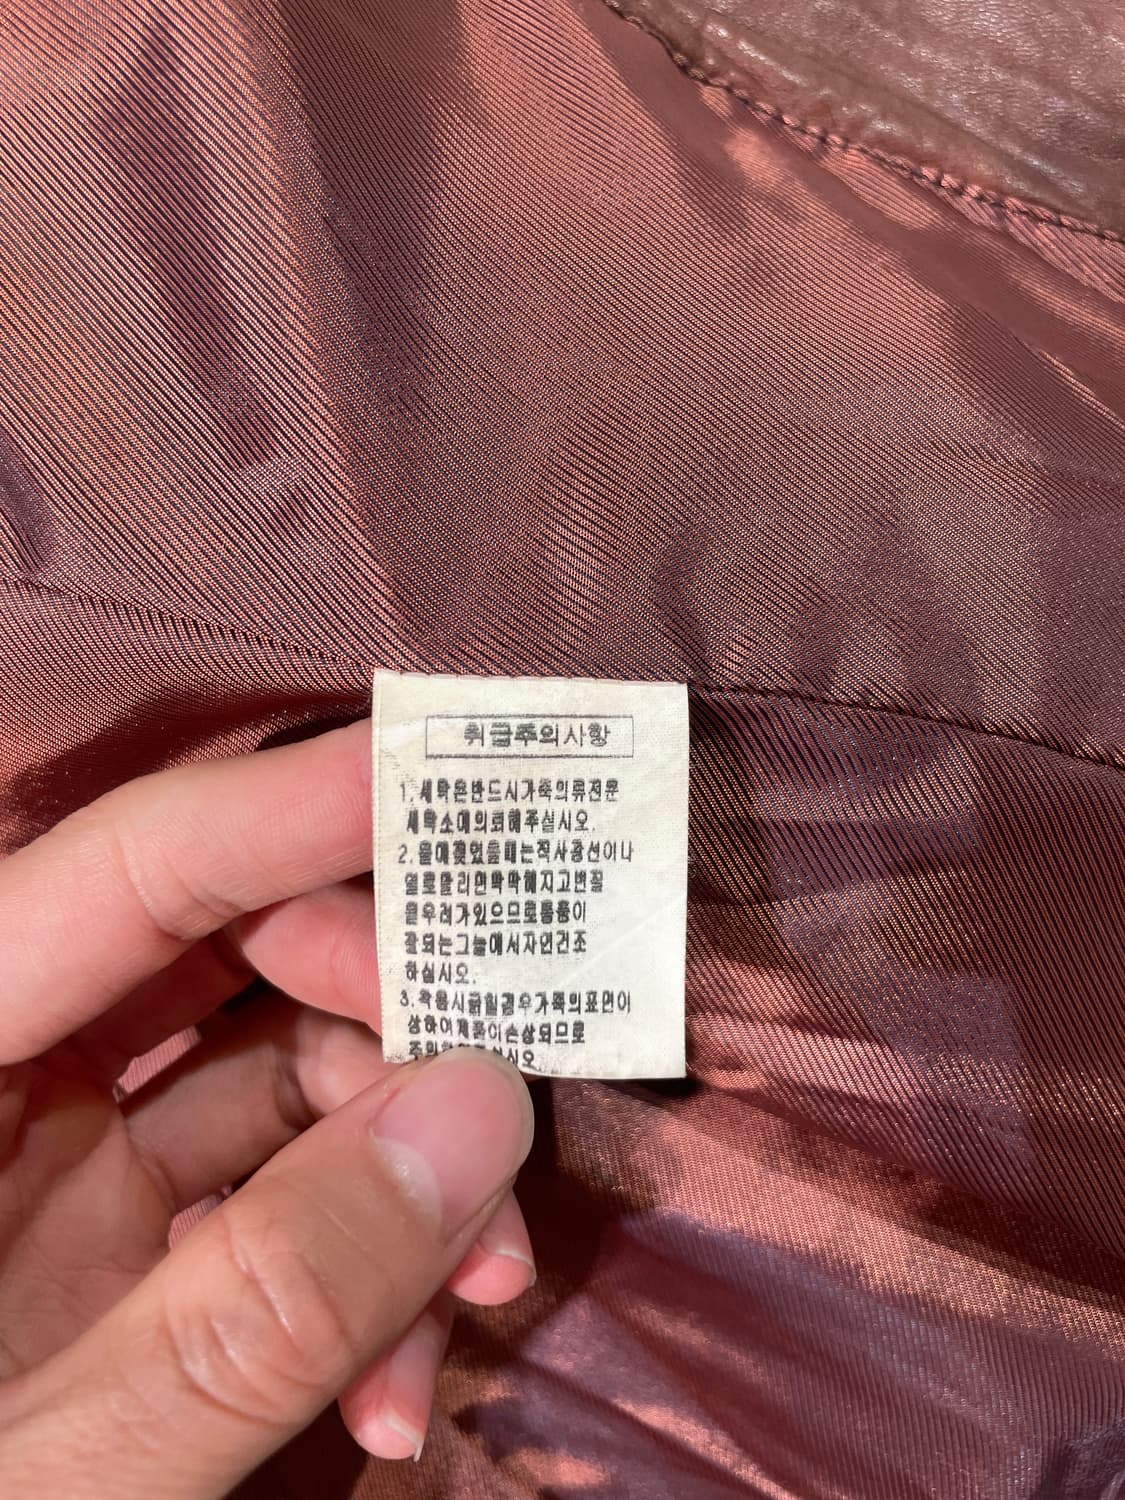 취급주의사항
1. 세탁은반드시가죽의류전문
세탁소에의뢰해주십시오.
2. 물에젖었을때는직사광선이나
열로말리면딱딱해지고변질
될우려가있으므로통풍이
잘되는그늘에서자연건조
하십시오.
3. 착용시긁힐경우가죽의표면이
상하여제품이손상되므로